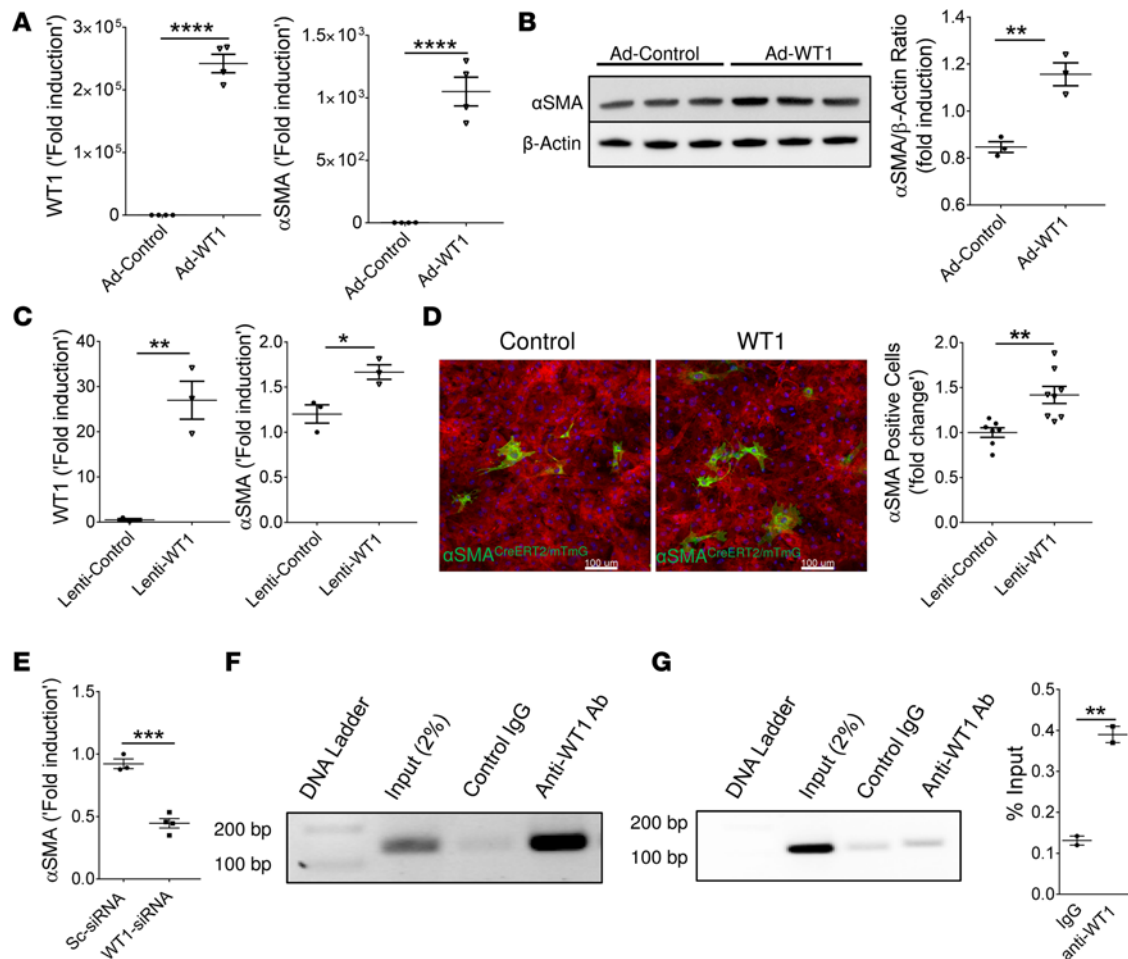 A
WT1 ('Fold induction')
3×10⁵
2×10⁵
1×10⁵
0
****
Ad-Control
Ad-WT1
αSMA ('Fold induction')
1.5×10³
1×10³
5×10²
0
****
Ad-Control
Ad-WT1
B
Ad-Control
Ad-WT1
αSMA
β-Actin
αSMA/β-Actin Ratio
(fold induction)
1.4
1.2
1.0
0.8
0.6
**
Ad-Control
Ad-WT1
C
WT1 ('Fold induction')
40
30
20
10
0
**
Lenti-Control
Lenti-WT1
αSMA ('Fold induction')
2.0
1.5
1.0
0.5
0.0
*
Lenti-Control
Lenti-WT1
D
Control
WT1
αSMA^CreERT2/mTmG
100 um
αSMA^CreERT2/mTmG
100 um
αSMA Positive Cells
('fold change')
2.0
1.5
1.0
0.5
0.0
**
Lenti-Control
Lenti-WT1
E
αSMA ('Fold induction')
1.5
1.0
0.5
0.0
***
Sc-siRNA
WT1-siRNA
F
DNA Ladder
Input (2%)
Control IgG
Anti-WT1 Ab
200 bp
100 bp
G
DNA Ladder
Input (2%)
Control IgG
Anti-WT1 Ab
200 bp
100 bp
% Input
0.5
0.4
0.3
0.2
0.1
0.0
**
IgG
anti-WT1